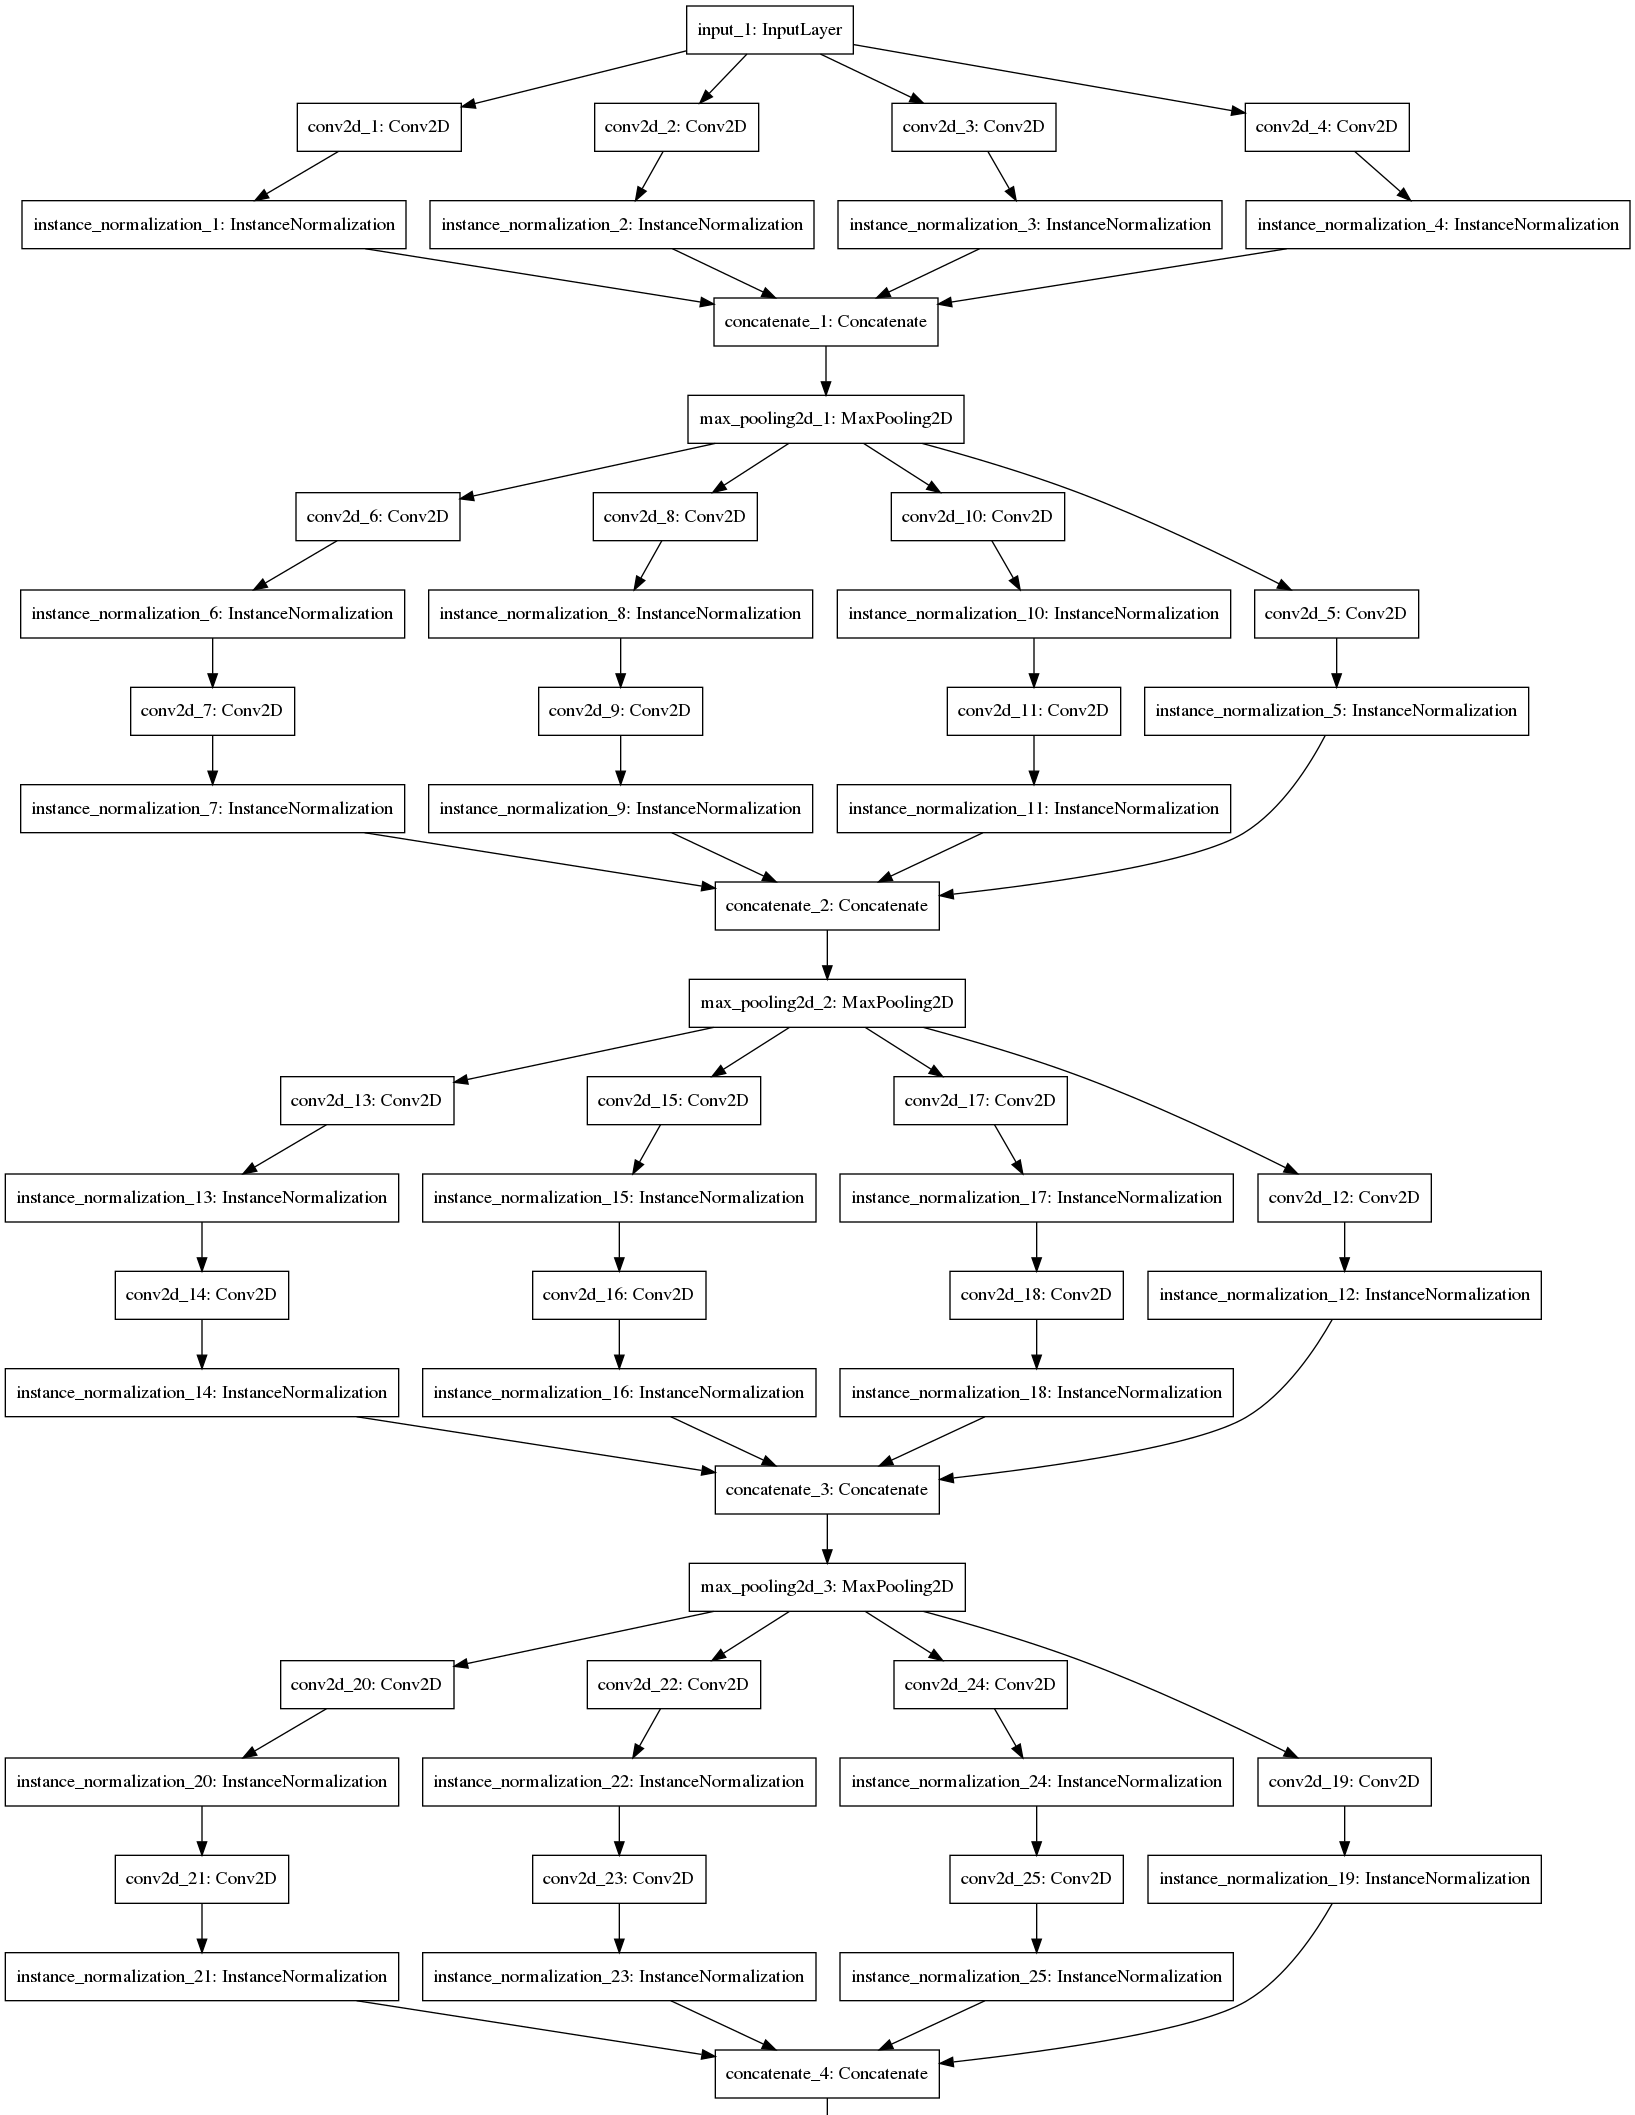 input_1: InputLayer
conv2d_1: Conv2D
conv2d_2: Conv2D
conv2d_3: Conv2D
conv2d_4: Conv2D
instance_normalization_1: InstanceNormalization
instance_normalization_2: InstanceNormalization
instance_normalization_3: InstanceNormalization
instance_normalization_4: InstanceNormalization
concatenate_1: Concatenate
max_pooling2d_1: MaxPooling2D
conv2d_6: Conv2D
conv2d_8: Conv2D
conv2d_10: Conv2D
instance_normalization_6: InstanceNormalization
instance_normalization_8: InstanceNormalization
instance_normalization_10: InstanceNormalization
conv2d_5: Conv2D
conv2d_7: Conv2D
conv2d_9: Conv2D
conv2d_11: Conv2D
instance_normalization_5: InstanceNormalization
instance_normalization_7: InstanceNormalization
instance_normalization_9: InstanceNormalization
instance_normalization_11: InstanceNormalization
concatenate_2: Concatenate
max_pooling2d_2: MaxPooling2D
conv2d_13: Conv2D
conv2d_15: Conv2D
conv2d_17: Conv2D
instance_normalization_13: InstanceNormalization
instance_normalization_15: InstanceNormalization
instance_normalization_17: InstanceNormalization
conv2d_12: Conv2D
conv2d_14: Conv2D
conv2d_16: Conv2D
conv2d_18: Conv2D
instance_normalization_12: InstanceNormalization
instance_normalization_14: InstanceNormalization
instance_normalization_16: InstanceNormalization
instance_normalization_18: InstanceNormalization
concatenate_3: Concatenate
max_pooling2d_3: MaxPooling2D
conv2d_20: Conv2D
conv2d_22: Conv2D
conv2d_24: Conv2D
instance_normalization_20: InstanceNormalization
instance_normalization_22: InstanceNormalization
instance_normalization_24: InstanceNormalization
conv2d_19: Conv2D
conv2d_21: Conv2D
conv2d_23: Conv2D
conv2d_25: Conv2D
instance_normalization_19: InstanceNormalization
instance_normalization_21: InstanceNormalization
instance_normalization_23: InstanceNormalization
instance_normalization_25: InstanceNormalization
concatenate_4: Concatenate